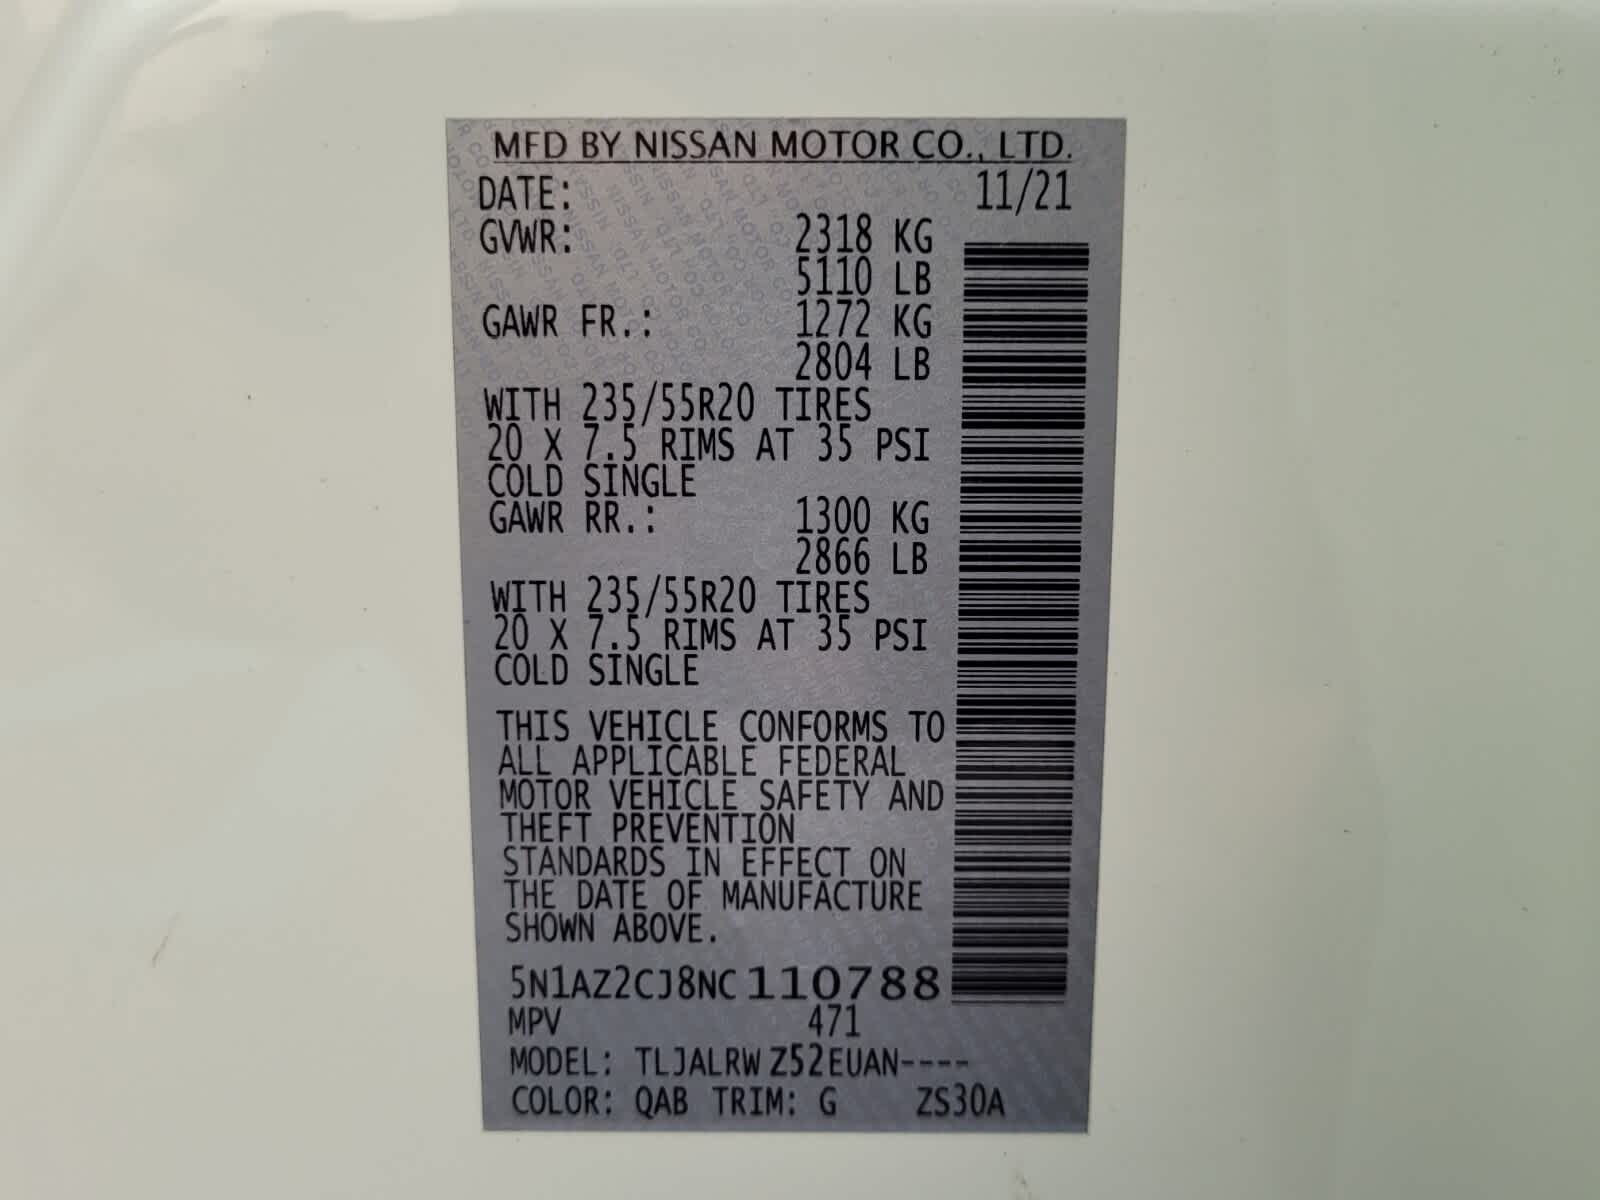 MFD BY NISSAN MOTOR CO., LTD.
DATE: 11/21
GVWR: 2318 KG
5110 LB
GAWR FR.: 1272 KG
2804 LB
WITH 235/55R20 TIRES
20 X 7.5 RIMS AT 35 PSI
COLD SINGLE
GAWR RR.: 1300 KG
2866 LB
WITH 235/55R20 TIRES
20 X 7.5 RIMS AT 35 PSI
COLD SINGLE
THIS VEHICLE CONFORMS TO
ALL APPLICABLE FEDERAL
MOTOR VEHICLE SAFETY AND
THEFT PREVENTION
STANDARDS IN EFFECT ON
THE DATE OF MANUFACTURE
SHOWN ABOVE.
5N1AZ2CJ8NC110788
MPV 471
MODEL: TLJALRWZ52EUAN----
COLOR: QAB TRIM: G ZS30A